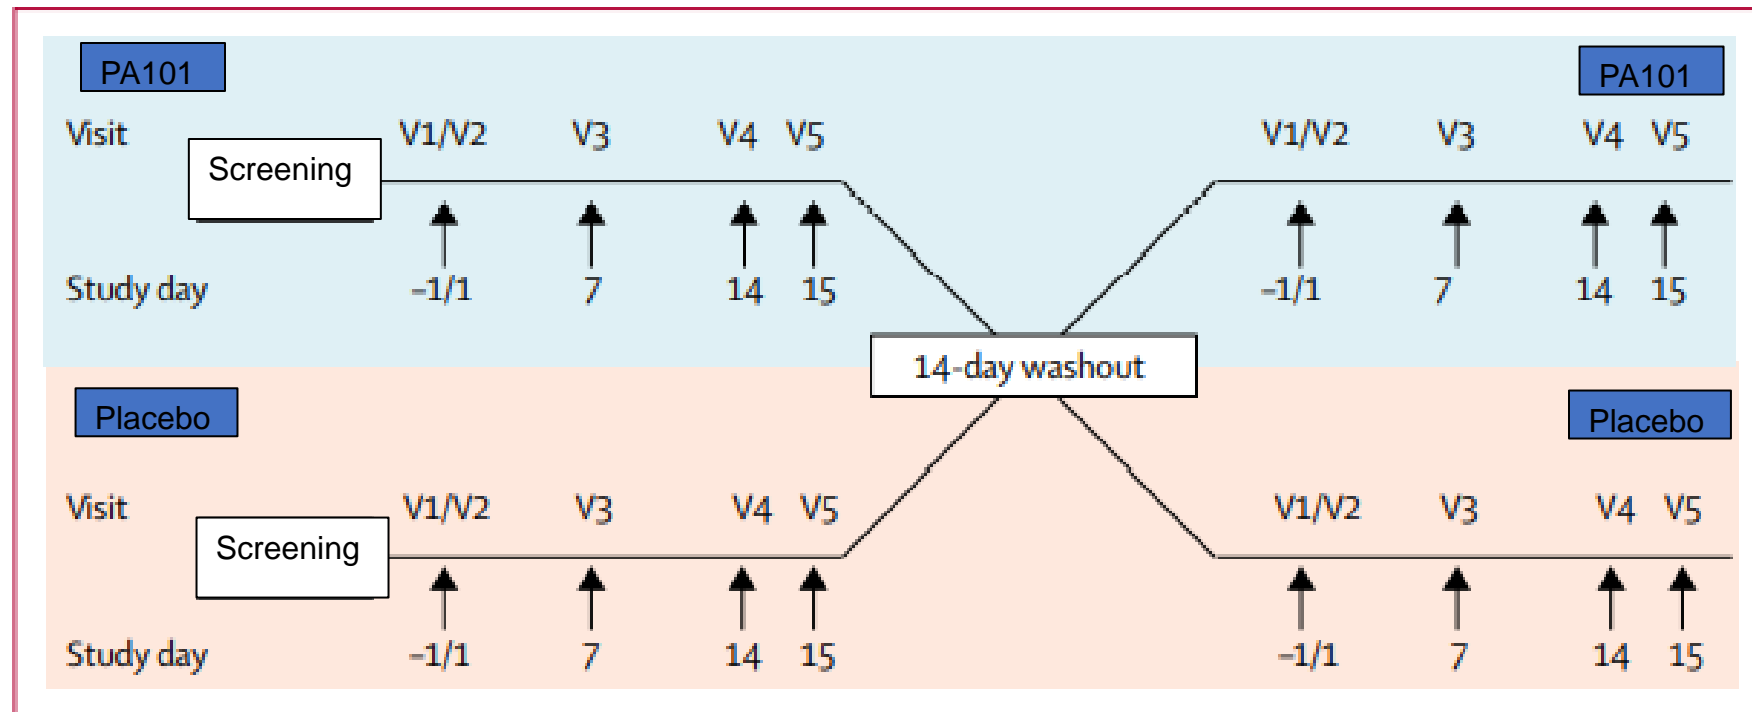 PA101 PA101
Visit V1/V2 V3 V4 V5 V1/V2 V3 V4 V5
Screening
Study day –1/1 7 14 15 –1/1 7 14 15
14-day washout
Placebo Placebo
Visit V1/V2 V3 V4 V5 V1/V2 V3 V4 V5
Screening
Study day –1/1 7 14 15 –1/1 7 14 15